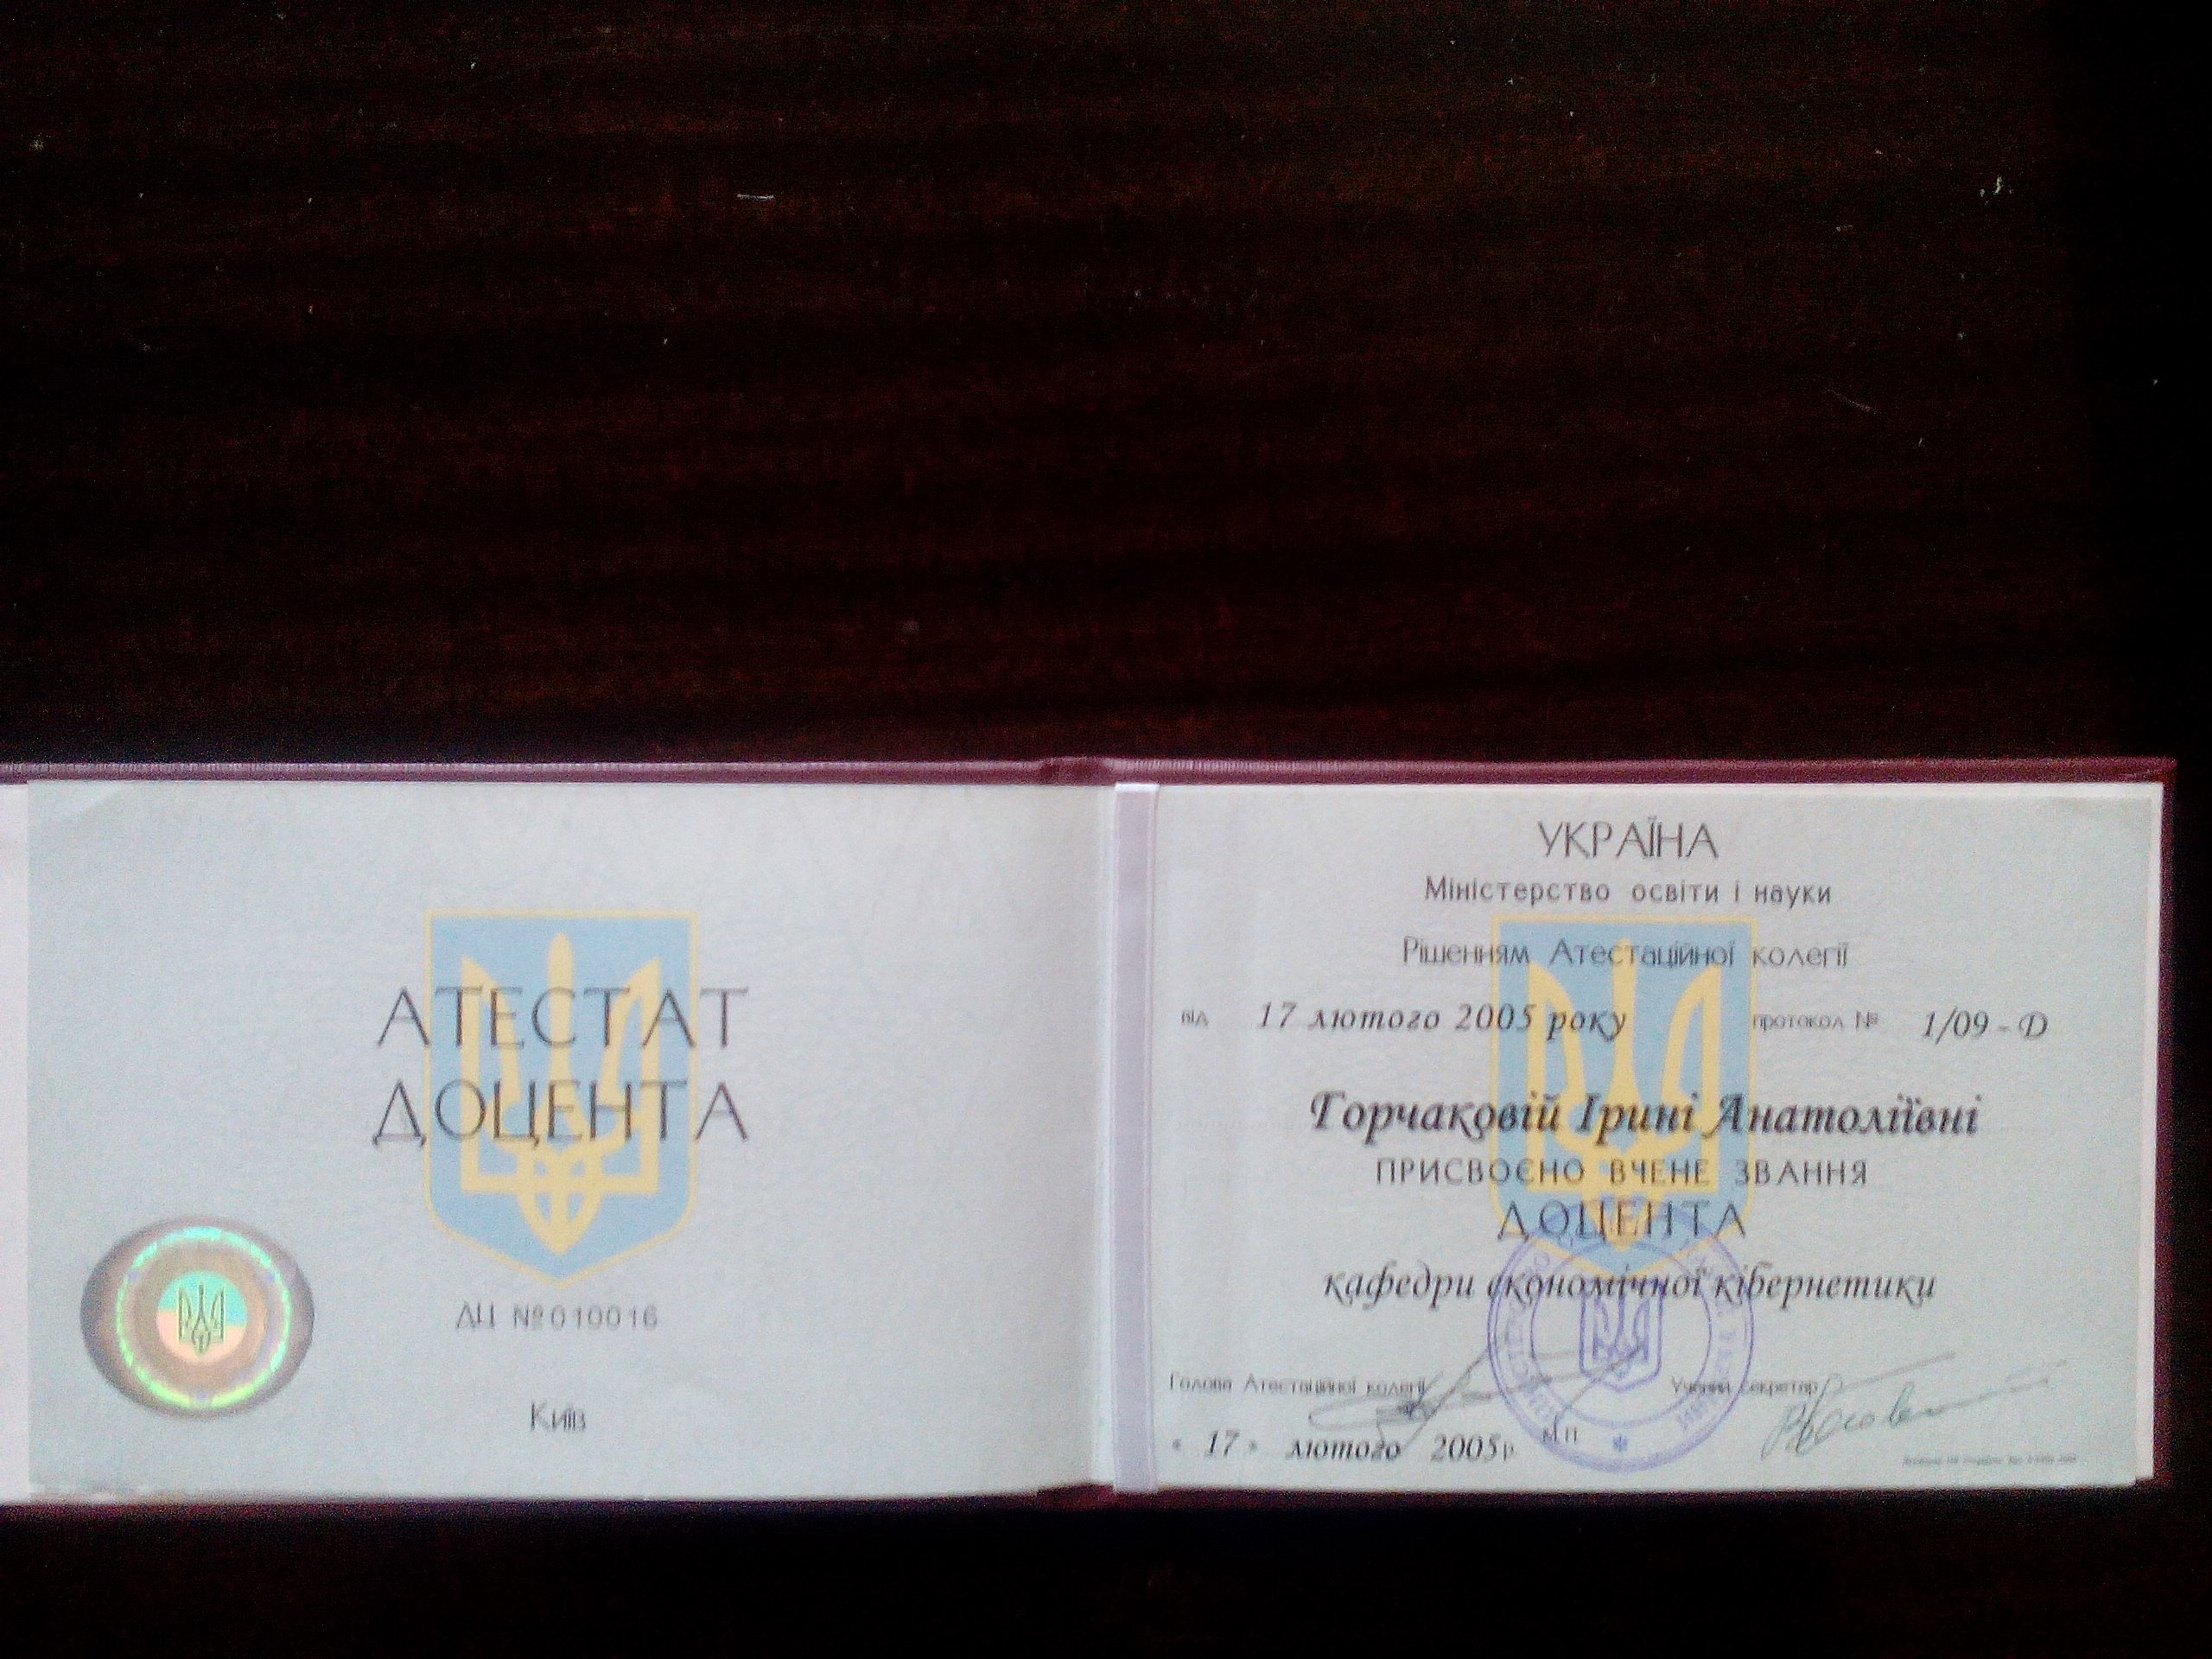 АТЕСТАТ
ДОЦЕНТА
ДЦ №010016
Київ
УКРАЇНА
Міністерство освіти і науки
Рішенням Атестаційної колегії
від 17 лютого 2005 року протокол № 1/09-D
Горчаковій Ірині Анатоліївні
ПРИСВОЄНО ВЧЕНЕ ЗВАННЯ
ДОЦЕНТА
кафедри економічної кібернетики
Голова Атестаційної колегії Учений секретар
« 17 » лютого 2005р. М.П.